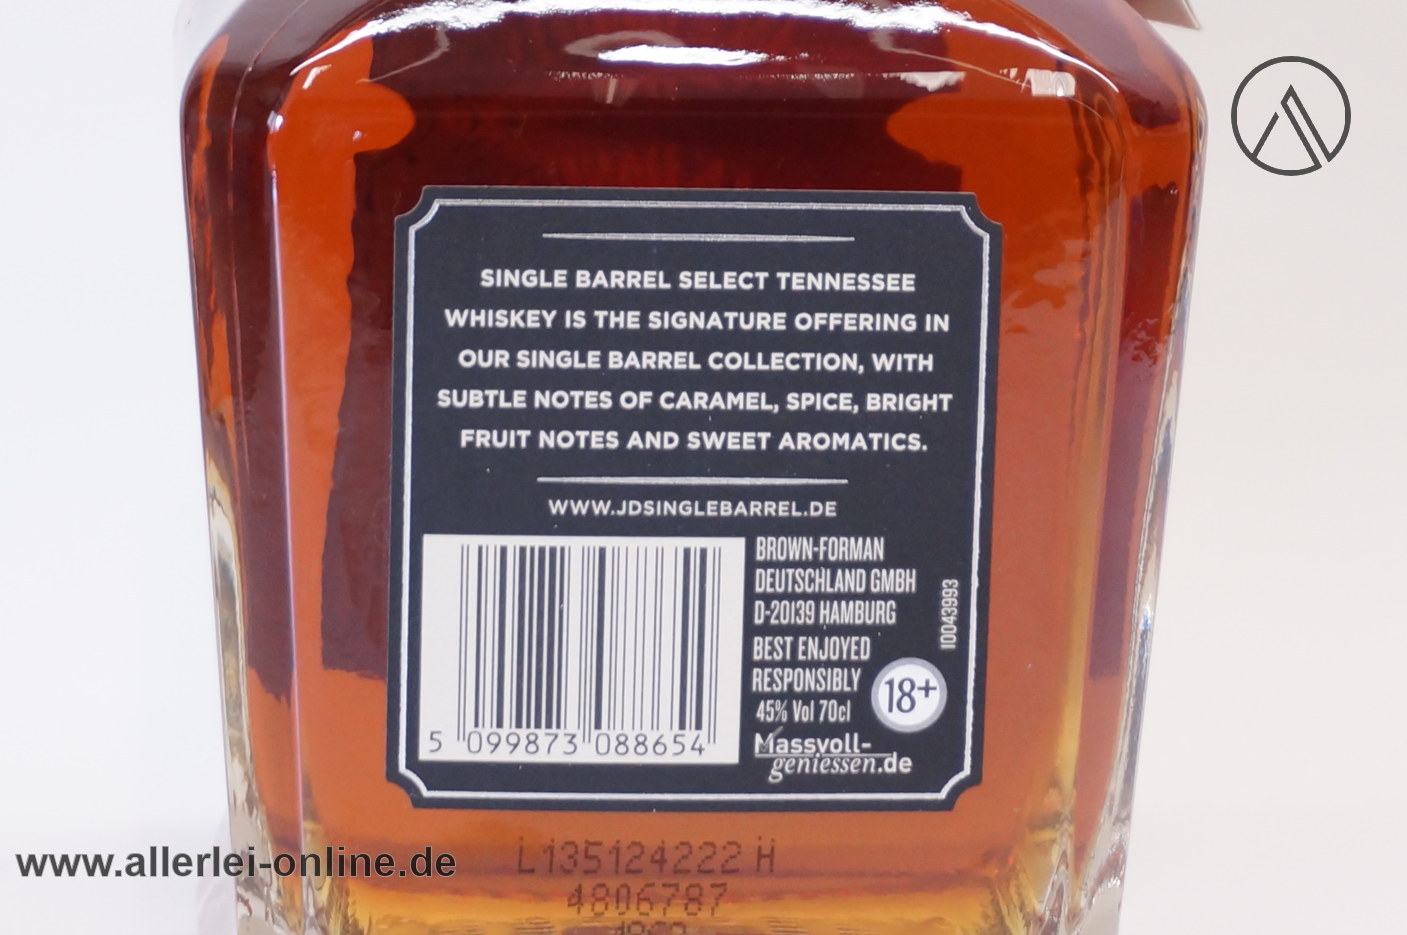 SINGLE BARREL SELECT TENNESSEE
WHISKEY IS THE SIGNATURE OFFERING IN
OUR SINGLE BARREL COLLECTION, WITH
SUBTLE NOTES OF CARAMEL, SPICE, BRIGHT
FRUIT NOTES AND SWEET AROMATICS.
WWW.JDSINGLEBARREL.DE
BROWN-FORMAN
DEUTSCHLAND GMBH
D-20139 HAMBURG
BEST ENJOYED
RESPONSIBLY
45% Vol 70cl
Massvoll-
geniessen.de
10043993
18+
5 099873 088654
L135124222 H
4806787
www.allerlei-online.de